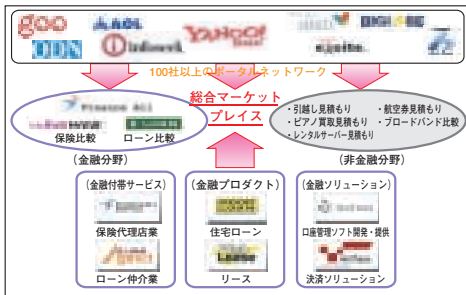 goo
AOL
YAHOO!
BIGLOBE
ODN
Infoseek
excite.
100社以上のポータルネットワーク
総合マーケット
プレイス
Finance All
保険比較
ローン比較
・引越し見積もり
・航空券見積もり
・ピアノ買取見積もり
・ブロードバンド比較
・レンタルサーバー見積もり
(金融分野)
(非金融分野)
(金融付帯サービス)
(金融プロダクト)
(金融ソリューション)
保険代理店業
住宅ローン
口座管理ソフト開発・提供
Lease
ローン仲介業
リース
決済ソリューション